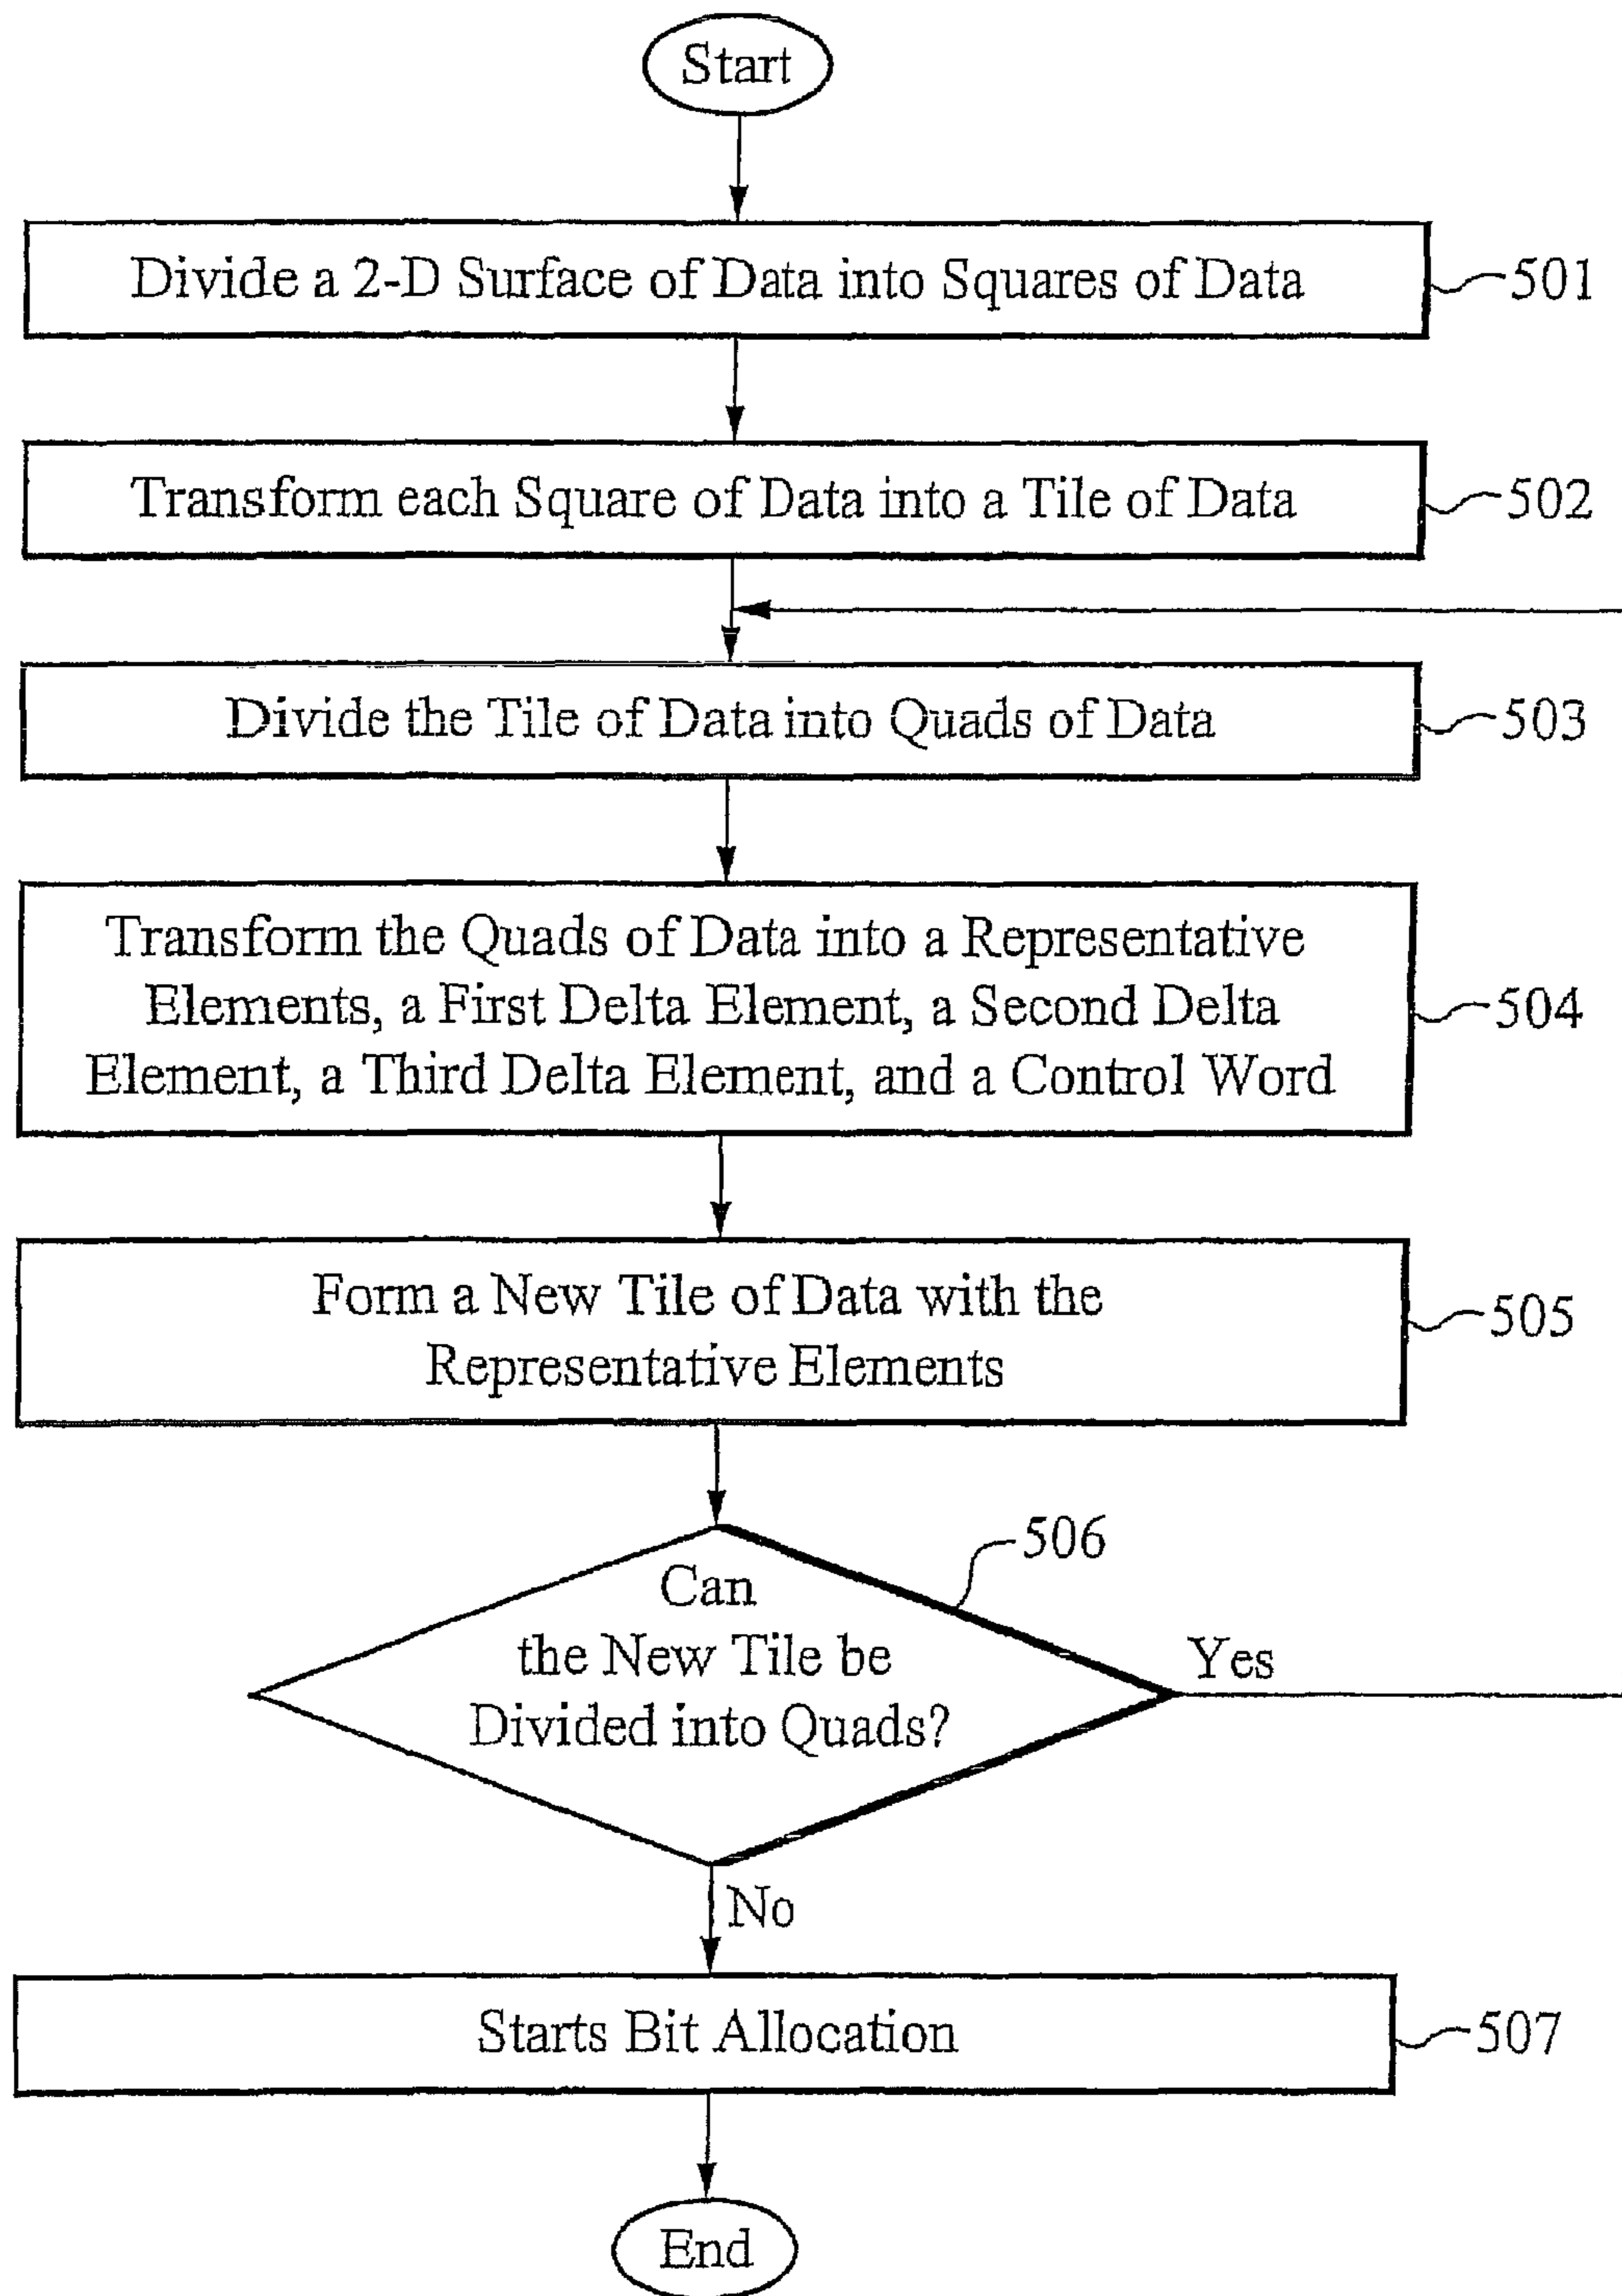 Start
Divide a 2-D Surface of Data into Squares of Data
501
Transform each Square of Data into a Tile of Data
502
Divide the Tile of Data into Quads of Data
503
Transform the Quads of Data into a Representative
Elements, a First Delta Element, a Second Delta
Element, a Third Delta Element, and a Control Word
504
Form a New Tile of Data with the
Representative Elements
505
506
Can
the New Tile be
Divided into Quads?
Yes
No
Starts Bit Allocation
507
End